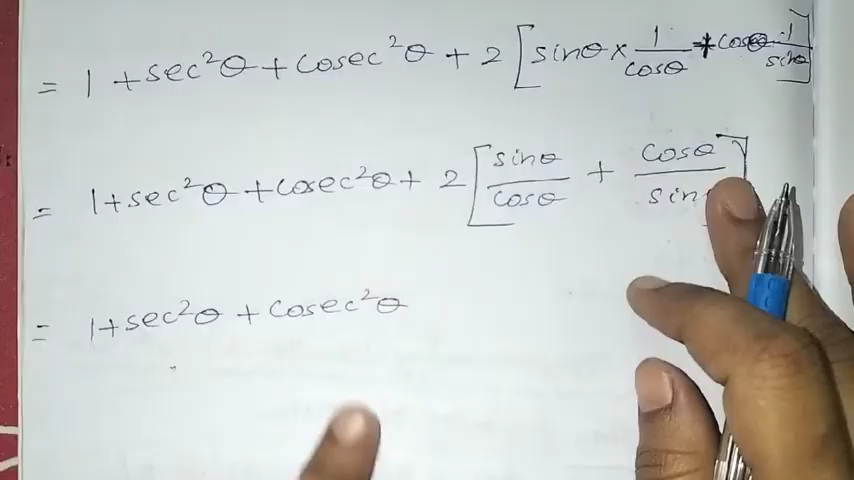 = 1 + sec²θ + cosec²θ + 2 [sinθ × 1/cosθ + cosθ · 1/sinθ]
= 1+sec²θ + cosec²θ + 2 [sinθ/cosθ + cosθ/sin]
= 1+sec²θ + cosec²θ